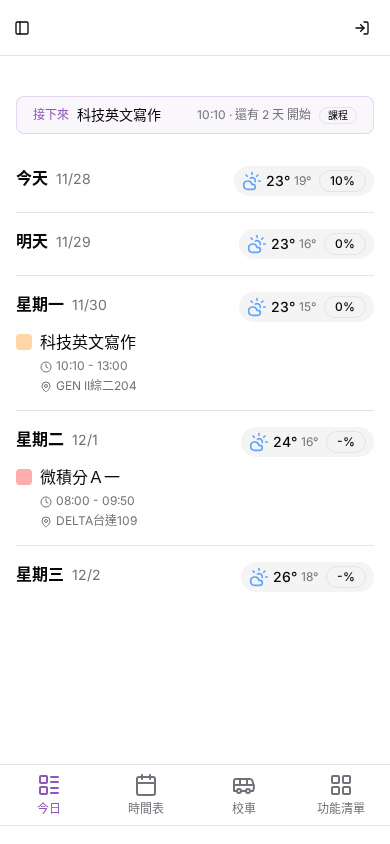 接下來 科技英文寫作 10:10 · 還有 2 天 開始 課程
今天 11/28 23° 19° 10%
明天 11/29 23° 16° 0%
星期一 11/30 23° 15° 0%
科技英文寫作
10:10 - 13:00
GEN II綜二204
星期二 12/1 24° 16° -%
微積分Ａ一
08:00 - 09:50
DELTA台達109
星期三 12/2 26° 18° -%
今日 時間表 校車 功能清單